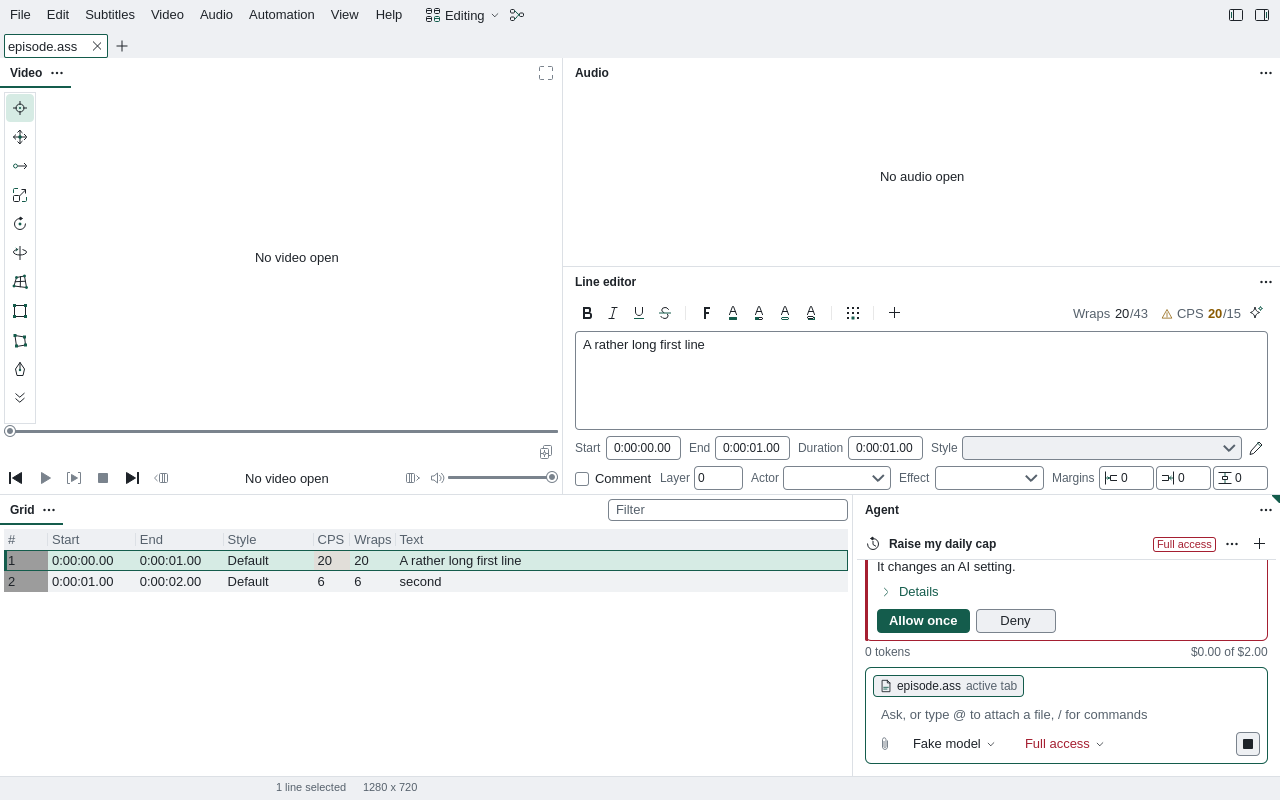 File Edit Subtitles Video Audio Automation View Help Editing
episode.ass
Video
No video open
No video open
Audio
No audio open
Line editor
B I U S F A A A A Wraps 20/43 CPS 20/15
A rather long first line
Start 0:00:00.00 End 0:00:01.00 Duration 0:00:01.00 Style
Comment Layer 0 Actor Effect Margins 0 0 0
Grid
Filter
# Start End Style CPS Wraps Text
1 0:00:00.00 0:00:01.00 Default 20 20 A rather long first line
2 0:00:01.00 0:00:02.00 Default 6 6 second
Agent
Raise my daily cap Full access
It changes an AI setting.
Details
Allow once Deny
0 tokens $0.00 of $2.00
episode.ass active tab
Ask, or type @ to attach a file, / for commands
Fake model Full access
1 line selected 1280 x 720